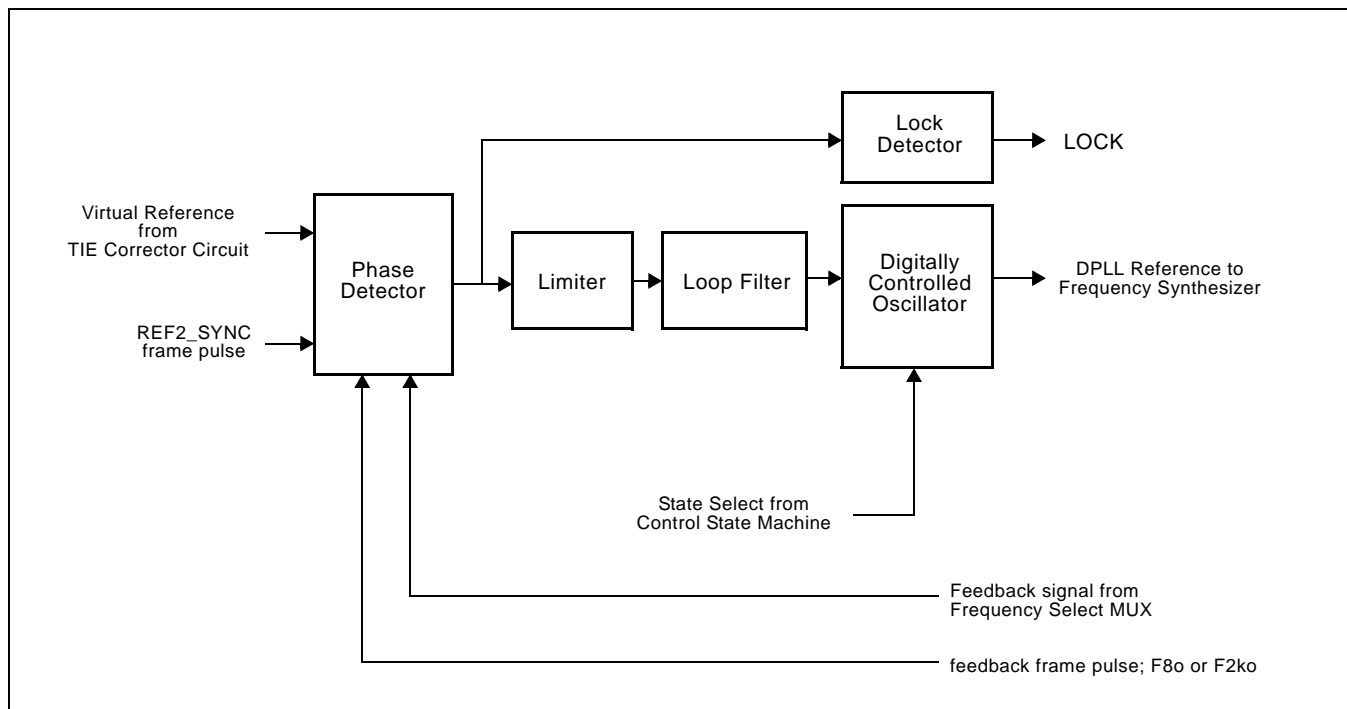 Lock
Detector
LOCK
Virtual Reference
from
TIE Corrector Circuit
Phase
Detector
Limiter
Loop Filter
Digitally
Controlled
Oscillator
DPLL Reference to
Frequency Synthesizer
REF2_SYNC
frame pulse
State Select from
Control State Machine
Feedback signal from
Frequency Select MUX
feedback frame pulse; F8o or F2ko